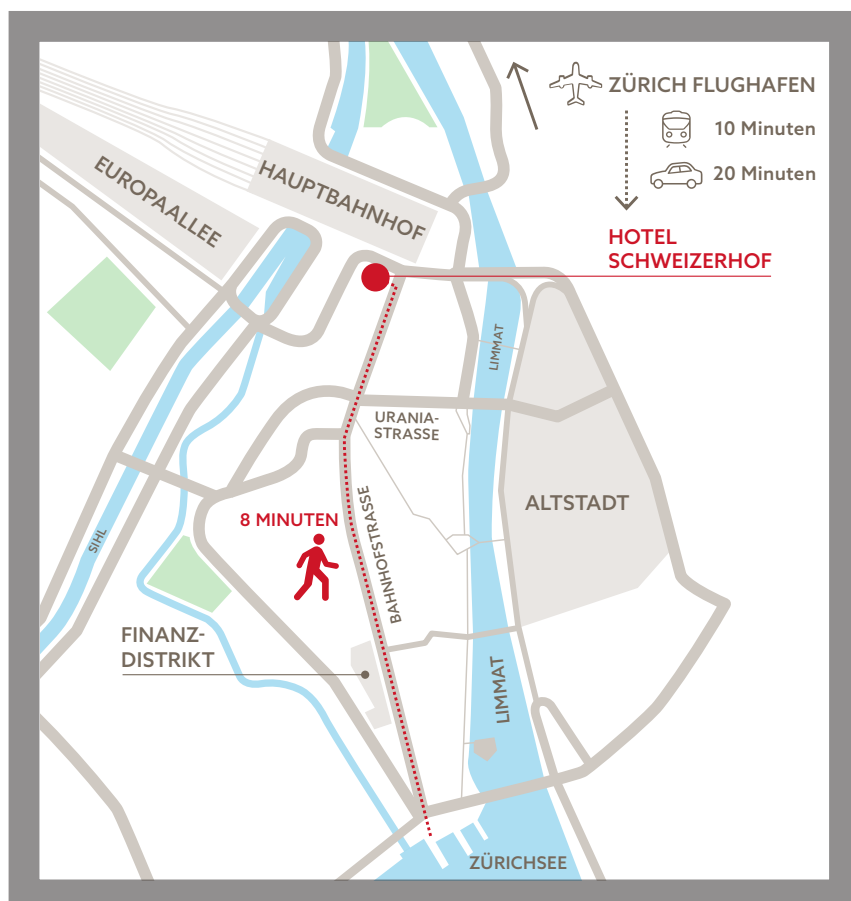 ZÜRICH FLUGHAFEN
10 Minuten
20 Minuten
HOTEL
SCHWEIZERHOF
HAUPTBAHNHOF
EUROPAALLEE
LIMMAT
URANIA-
STRASSE
ALTSTADT
8 MINUTEN
BAHNHOFSTRASSE
SIHL
FINANZ-
DISTRIKT
LIMMAT
ZÜRICHSEE